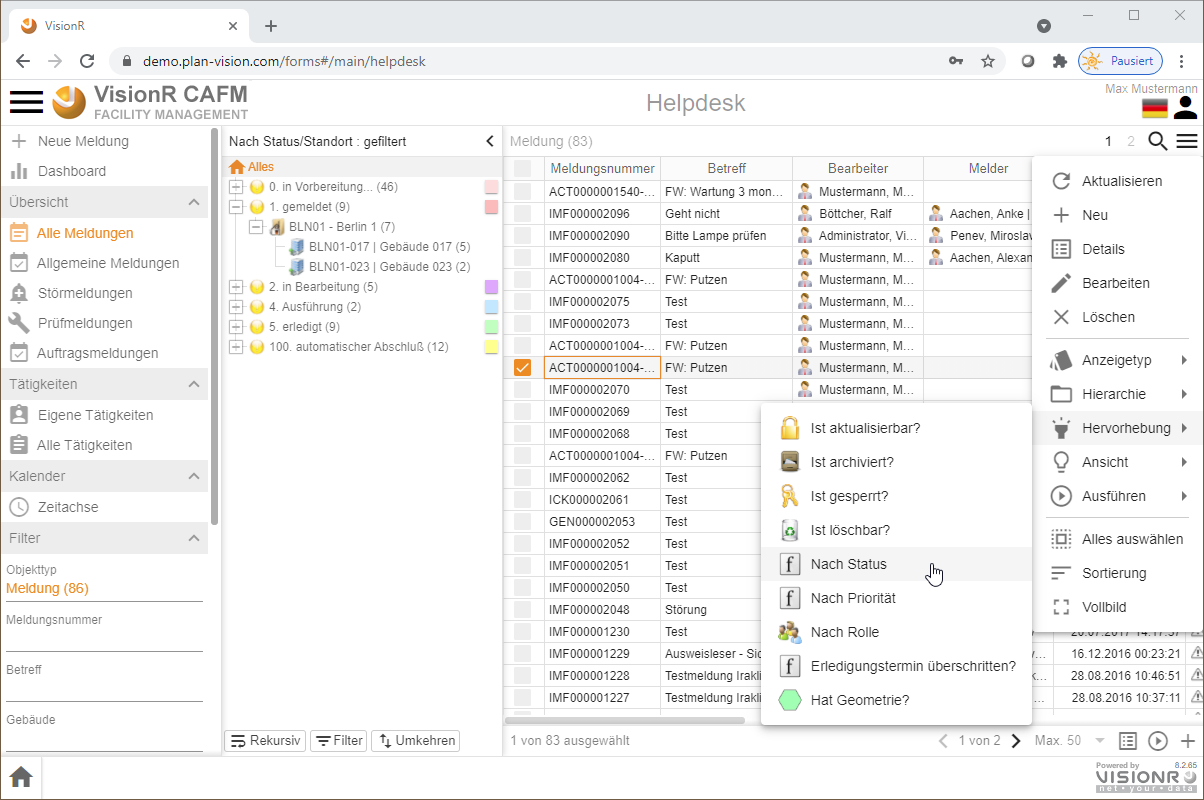 VisionR
demo.plan-vision.com/forms#/main/helpdesk
Pausiert
VisionR CAFM
FACILITY MANAGEMENT
Helpdesk
Max Mustermann
Neue Meldung
Dashboard
Übersicht
Alle Meldungen
Allgemeine Meldungen
Störmeldungen
Prüfmeldungen
Auftragsmeldungen
Tätigkeiten
Eigene Tätigkeiten
Alle Tätigkeiten
Kalender
Zeitachse
Filter
Objekttyp
Meldung (86)
Meldungsnummer
Betreff
Gebäude
Nach Status/Standort : gefiltert
Alles
0. in Vorbereitung... (46)
1. gemeldet (9)
BLN01 - Berlin 1 (7)
BLN01-017 | Gebäude 017 (5)
BLN01-023 | Gebäude 023 (2)
2. in Bearbeitung (5)
4. Ausführung (2)
5. erledigt (9)
100. automatischer Abschluß (12)
Rekursiv Filter Umkehren
Meldung (83) 1 2
Meldungsnummer Betreff Bearbeiter Melder
ACT0000001540-... FW: Wartung 3 mon... Mustermann, M...
IMF000002096 Geht nicht Böttcher, Ralf Aachen, Anke |
IMF000002090 Bitte Lampe prüfen Administrator, Vi... Penev, Miroslav
IMF000002080 Kaputt Mustermann, M... Aachen, Alexan
ACT0000001004-... FW: Putzen Mustermann, M...
IMF000002075 Test Mustermann, M...
IMF000002073 Test Mustermann, M...
ACT0000001004-... FW: Putzen Mustermann, M...
ACT0000001004-... FW: Putzen Mustermann, M...
IMF000002070 Test Mustermann, M...
IMF000002069 Test
IMF000002068 Test
ACT0000001004-... FW: Putzen
IMF000002062 Test
ICK000002061 Test
GEN000002053 Test
IMF000002052 Test
IMF000002051 Test
IMF000002050 Test
IMF000002048 Störung
IMF000001230 Test 20.07.2017 14:17:57
IMF000001229 Ausweisleser - Sic 16.12.2016 00:23:21
IMF000001228 Testmeldung Irakli 28.08.2016 10:46:51
IMF000001227 Testmeldung Irakli 28.08.2016 10:37:11
1 von 83 ausgewählt 1 von 2 Max. 50
Aktualisieren
Neu
Details
Bearbeiten
Löschen
Anzeigetyp
Hierarchie
Hervorhebung
Ansicht
Ausführen
Alles auswählen
Sortierung
Vollbild
Ist aktualisierbar?
Ist archiviert?
Ist gesperrt?
Ist löschbar?
f Nach Status
f Nach Priorität
Nach Rolle
f Erledigungstermin überschritten?
Hat Geometrie?
Powered by 8.2.65
VISIONR
net • your • data